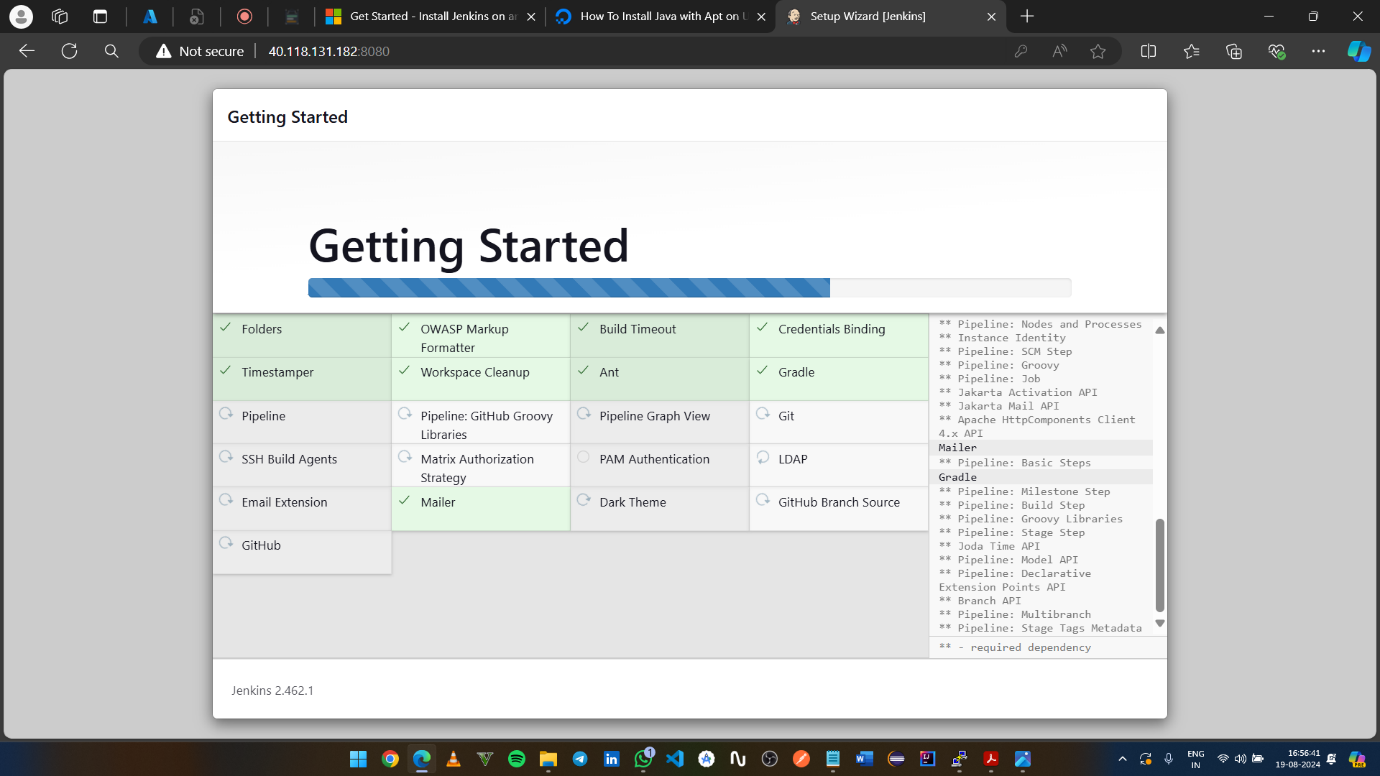 Get Started - Install Jenkins on an
How To Install Java with Apt on U
Setup Wizard [Jenkins]
Not secure
40.118.131.182:8080
Getting Started
Getting Started
Folders
OWASP Markup
Formatter
Build Timeout
Credentials Binding
Timestamper
Workspace Cleanup
Ant
Gradle
Pipeline
Pipeline: GitHub Groovy
Libraries
Pipeline Graph View
Git
SSH Build Agents
Matrix Authorization
Strategy
PAM Authentication
LDAP
Email Extension
Mailer
Dark Theme
GitHub Branch Source
GitHub
** Pipeline: Nodes and Processes
** Instance Identity
** Pipeline: SCM Step
** Pipeline: Groovy
** Pipeline: Job
** Jakarta Activation API
** Jakarta Mail API
** Apache HttpComponents Client
4.x API
Mailer
** Pipeline: Basic Steps
Gradle
** Pipeline: Milestone Step
** Pipeline: Build Step
** Pipeline: Groovy Libraries
** Pipeline: Stage Step
** Joda Time API
** Pipeline: Model API
** Pipeline: Declarative
Extension Points API
** Branch API
** Pipeline: Multibranch
** Pipeline: Stage Tags Metadata
** - required dependency
Jenkins 2.462.1
1
ENG
IN
16:56:41
19-08-2024